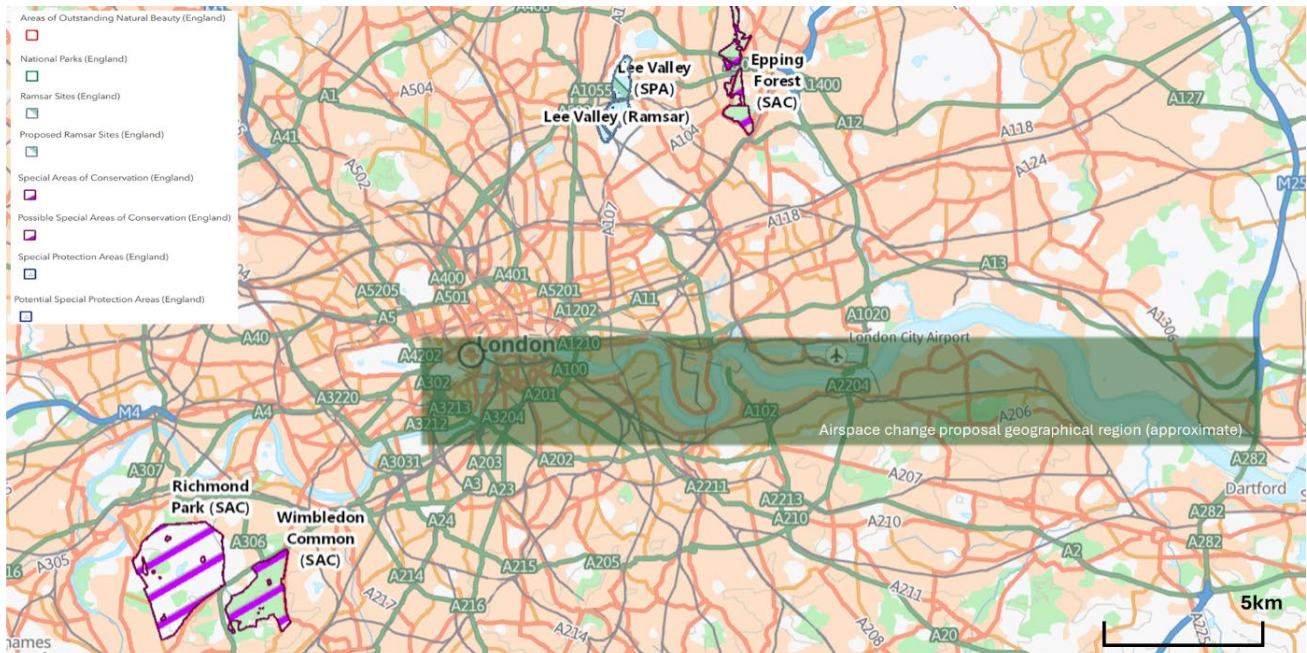 Areas of Outstanding Natural Beauty (England)
National Parks (England)
Ramsar Sites (England)
Proposed Ramsar Sites (England)
Special Areas of Conservation (England)
Possible Special Areas of Conservation (England)
Special Protection Areas (England)
Potential Special Protection Areas (England)
A1
A504
A41
A502
A1055
Lee Valley
(SPA)
Lee Valley (Ramsar)
A104
Epping
Forest
(SAC)
A1400
A12
A127
A118
A124
M25
A107
A118
A13
A400
A401
A5205
A501
A5201
A11
A1202
A5
A1020
A1306
A40
London City Airport
A4202
London
A1210
A302
A100
A2204
A3220
A3213
A201
A3204
A102
A206
M4
A4
A3212
Airspace change proposal geographical region (approximate)
A3031
A203
A202
A282
A307
A3
A23
A2211
A207
Dartford
Richmond
Park (SAC)
A2213
A24
A210
A210
A282
Wimbledon
Common
(SAC)
A306
A2
A282
A305
A215
A205
A214
A211
A217
A216
5km
A214
A208
A20
A225